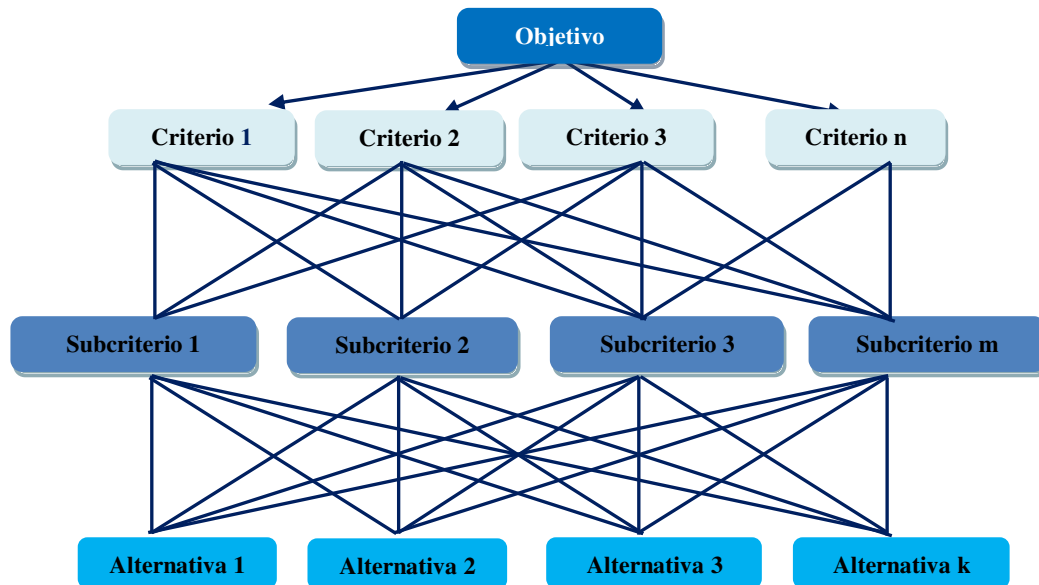 Objetivo
Criterio 1
Criterio 2
Criterio 3
Criterio n
Subcriterio 1
Subcriterio 2
Subcriterio 3
Subcriterio m
Alternativa 1
Alternativa 2
Alternativa 3
Alternativa k